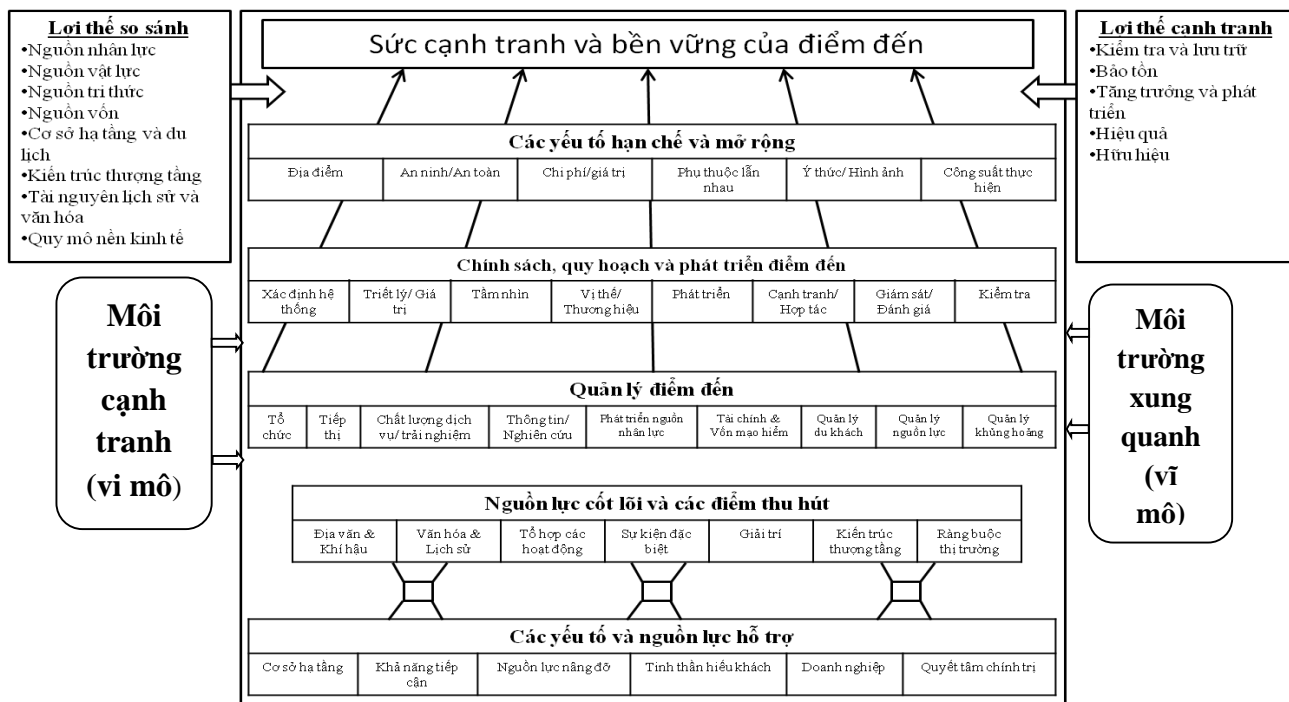 Lợi thế so sánh
•Nguồn nhân lực
•Nguồn vật lực
•Nguồn tri thức
•Nguồn vốn
•Cơ sở hạ tầng và du
lịch
•Kiến trúc thượng tầng
•Tài nguyên lịch sử và
văn hóa
•Quy mô nền kinh tế
Sức cạnh tranh và bền vững của điểm đến
Lợi thế cạnh tranh
•Kiểm tra và lưu trữ
•Bảo tồn
•Tăng trưởng và phát
triển
•Hiệu quả
•Hữu hiệu
Các yếu tố hạn chế và mở rộng
Địa điểm
An ninh/An toàn
Chi phí/giá trị
Phụ thuộc lẫn
nhau
Ý thức/ Hình ảnh
Công suất thực
hiện
Chính sách, quy hoạch và phát triển điểm đến
Xác định hệ
thống
Triết lý/ Giá
trị
Tầm nhìn
Vị thế/
Thương hiệu
Phát triển
Cạnh tranh/
Hợp tác
Giám sát/
Đánh giá
Kiểm tra
Môi
trường
cạnh
tranh
(vi mô)
Môi
trường
xung
quanh
(vĩ
mô)
Quản lý điểm đến
Tổ
chức
Tiếp
thị
Chất lượng dịch
vụ/ trải nghiệm
Thông tin/
Nghiên cứu
Phát triển nguồn
nhân lực
Tài chính &
Vốn mạo hiểm
Quản lý
du khách
Quản lý
nguồn lực
Quản lý
khủng hoảng
Nguồn lực cốt lõi và các điểm thu hút
Địa văn &
Khí hậu
Văn hóa &
Lịch sử
Tổ hợp các
hoạt động
Sự kiện đặc
biệt
Giải trí
Kiến trúc
thượng tầng
Ràng buộc
thị trường
Các yếu tố và nguồn lực hỗ trợ
Cơ sở hạ tầng
Khả năng tiếp
cận
Nguồn lực nâng đỡ
Tinh thần hiếu khách
Doanh nghiệp
Quyết tâm chính trị